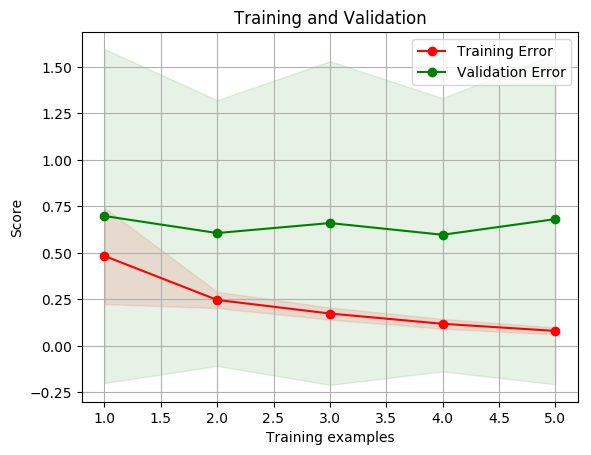 Training and Validation
Training Error
Validation Error
Score
1.50
1.25
1.00
0.75
0.50
0.25
0.00
−0.25
1.0 1.5 2.0 2.5 3.0 3.5 4.0 4.5 5.0
Training examples